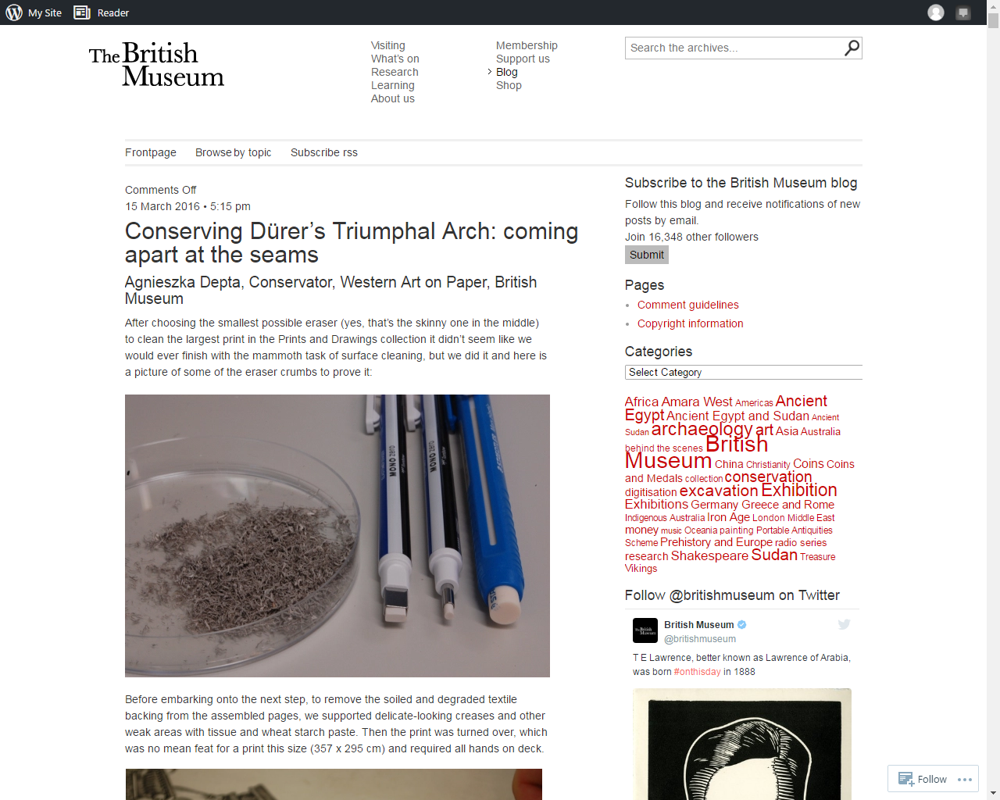 My Site
Reader
The British
Museum
Visiting
What's on
Research
Learning
About us
Membership
Support us
Blog
Shop
Search the archives...
Frontpage
Browse by topic
Subscribe rss
Comments Off
15 March 2016 • 5:15 pm
Conserving Dürer's Triumphal Arch: coming
apart at the seams
Agnieszka Depta, Conservator, Western Art on Paper, British
Museum
After choosing the smallest possible eraser (yes, that's the skinny one in the middle)
to clean the largest print in the Prints and Drawings collection it didn't seem like we
would ever finish with the mammoth task of surface cleaning, but we did it and here is
a picture of some of the eraser crumbs to prove it:
MONO zero
MONO zero
Before embarking onto the next step, to remove the soiled and degraded textile
backing from the assembled pages, we supported delicate-looking creases and other
weak areas with tissue and wheat starch paste. Then the print was turned over, which
was no mean feat for a print this size (357 x 295 cm) and required all hands on deck.
Subscribe to the British Museum blog
Follow this blog and receive notifications of new
posts by email.
Join 16,348 other followers
Submit
Pages
Comment guidelines
Copyright information
Categories
Select Category
Africa Amara West Americas Ancient
Egypt Ancient Egypt and Sudan Ancient
Sudan archaeology art Asia Australia
behind the scenes British
Museum China Christianity Coins Coins
and Medals collection conservation
digitisation excavation Exhibition
Exhibitions Germany Greece and Rome
Indigenous Australia Iron Age London Middle East
money music Oceania painting Portable Antiquities
Scheme Prehistory and Europe radio series
research Shakespeare Sudan Treasure
Vikings
Follow @britishmuseum on Twitter
British Museum
@britishmuseum
T E Lawrence, better known as Lawrence of Arabia,
was born #onthisday in 1888
Follow